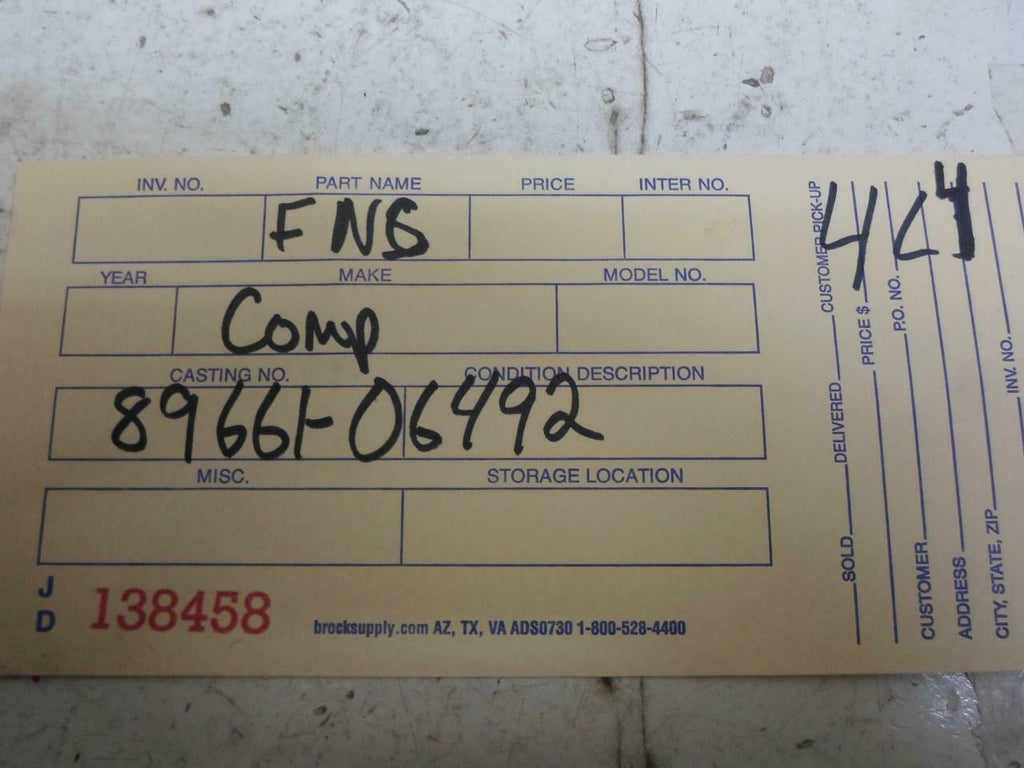 INV. NO. PART NAME PRICE INTER NO.
YEAR MAKE MODEL NO.
Comp
CASTING NO. CONDITION DESCRIPTION
89661-06492
MISC. STORAGE LOCATION
J
D
138458
brocksupply.com AZ, TX, VA ADS0730 1-800-528-4400
SOLD DELIVERED CUSTOMER PICK-UP
PRICE $
P.O. NO.
CUSTOMER
ADDRESS
CITY, STATE, ZIP
INV. NO.